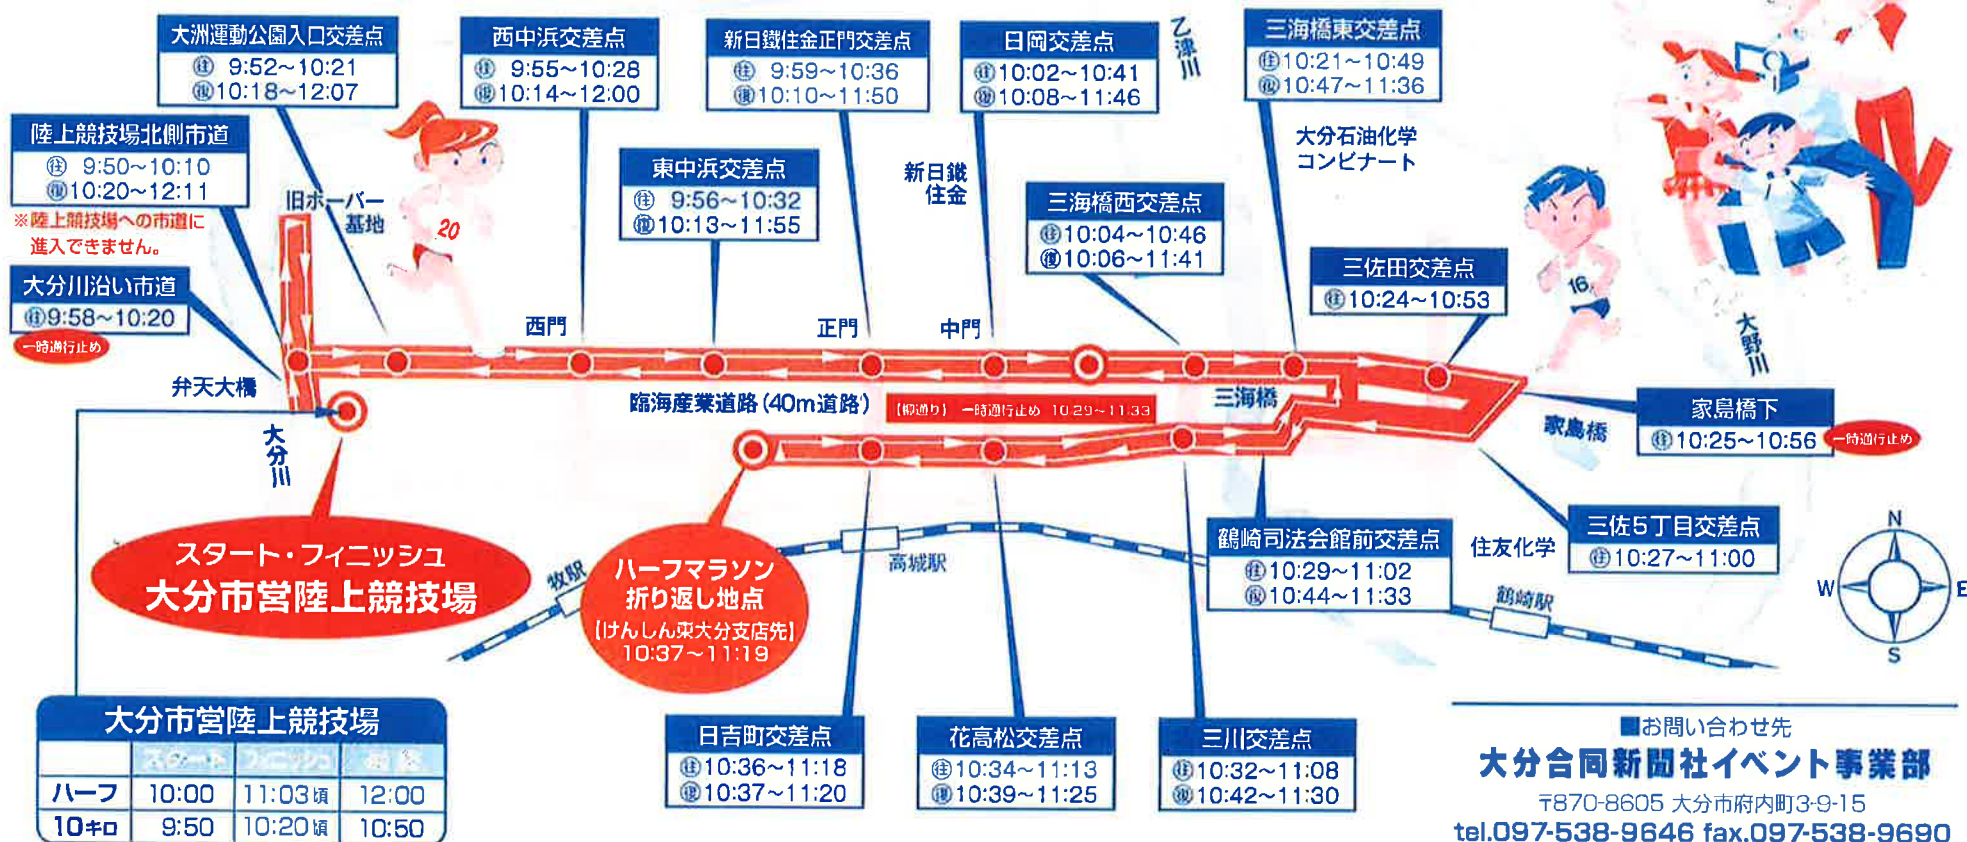 大洲運動公園入口交差点
往 9:52～10:21
復10:18～12:07
西中浜交差点
往 9:55～10:28
復10:14～12:00
新日鐵住金正門交差点
往 9:59～10:36
復10:10～11:50
日岡交差点
往10:02～10:41
復10:08～11:46
乙津川
三海橋東交差点
往10:21～10:49
復10:47～11:36
陸上競技場北側市道
往 9:50～10:10
復10:20～12:11
※陸上競技場への市道に
進入できません。
旧ホーバー
基地
20
東中浜交差点
往 9:56～10:32
復10:13～11:55
新日鐵
住金
大分石油化学
コンビナート
三海橋西交差点
往10:04～10:46
復10:06～11:41
三佐田交差点
往10:24～10:53
16
大野川
大分川沿い市道
往9:58～10:20
一時通行止め
西門
正門
中門
弁天大橋
臨海産業道路(40m道路)
【柳通り】 一時通行止め 10:29～11:33
三海橋
家島橋
家島橋下
往10:25～10:56
一時通行止め
大分川
スタート・フィニッシュ
大分市営陸上競技場
牧駅
ハーフマラソン
折り返し地点
【けんしん東大分支店先】
10:37～11:19
高城駅
鶴崎司法会館前交差点
往10:29～11:02
復10:44～11:33
住友化学
三佐5丁目交差点
往10:27～11:00
鶴崎駅
N
W
E
S
大分市営陸上競技場
スタート フィニッシュ
ハーフ 10:00 11:03頃 12:00
10キロ 9:50 10:20頃 10:50
日吉町交差点
往10:36～11:18
復10:37～11:20
花高松交差点
往10:34～11:13
復10:39～11:25
三川交差点
往10:32～11:08
復10:42～11:30
■お問い合わせ先
大分合同新聞社イベント事業部
〒870-8605 大分市府内町3-9-15
tel.097-538-9646 fax.097-538-9690